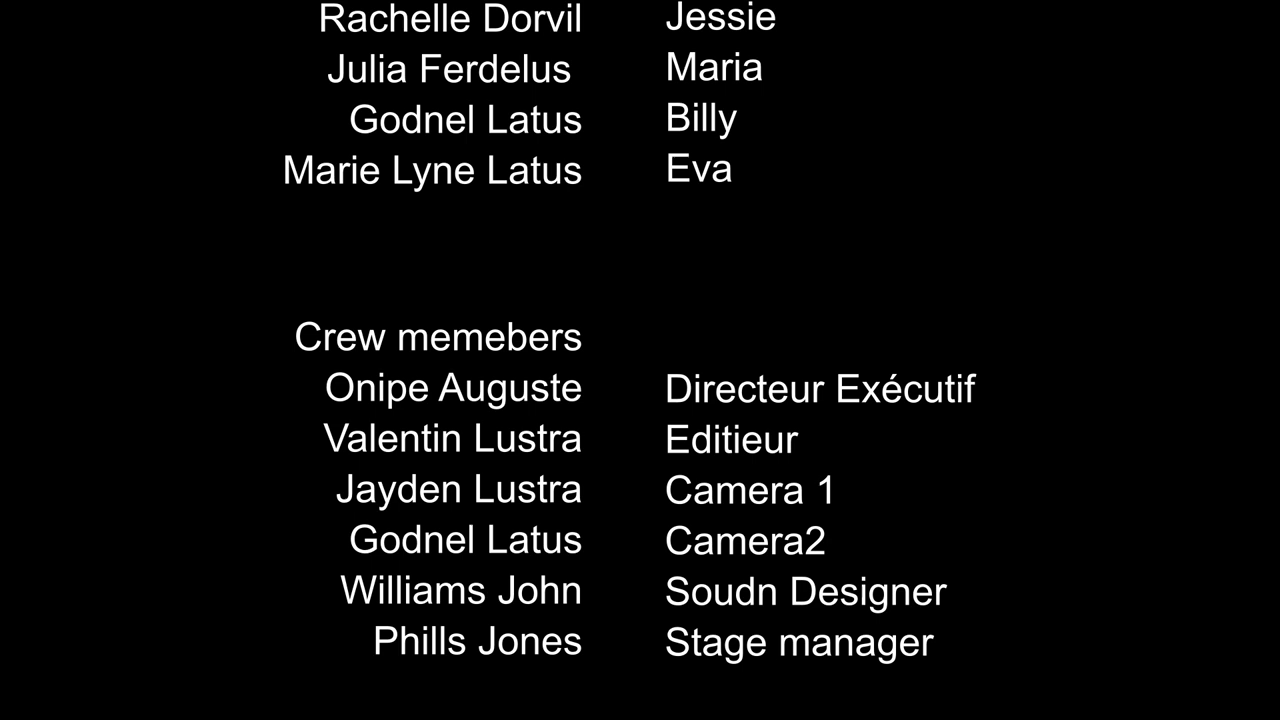 Rachelle Dorvil Jessie
Julia Ferdelus Maria
Godnel Latus Billy
Marie Lyne Latus Eva
Crew memebers
Onipe Auguste Directeur Exécutif
Valentin Lustra Editieur
Jayden Lustra Camera 1
Godnel Latus Camera2
Williams John Soudn Designer
Phills Jones Stage manager